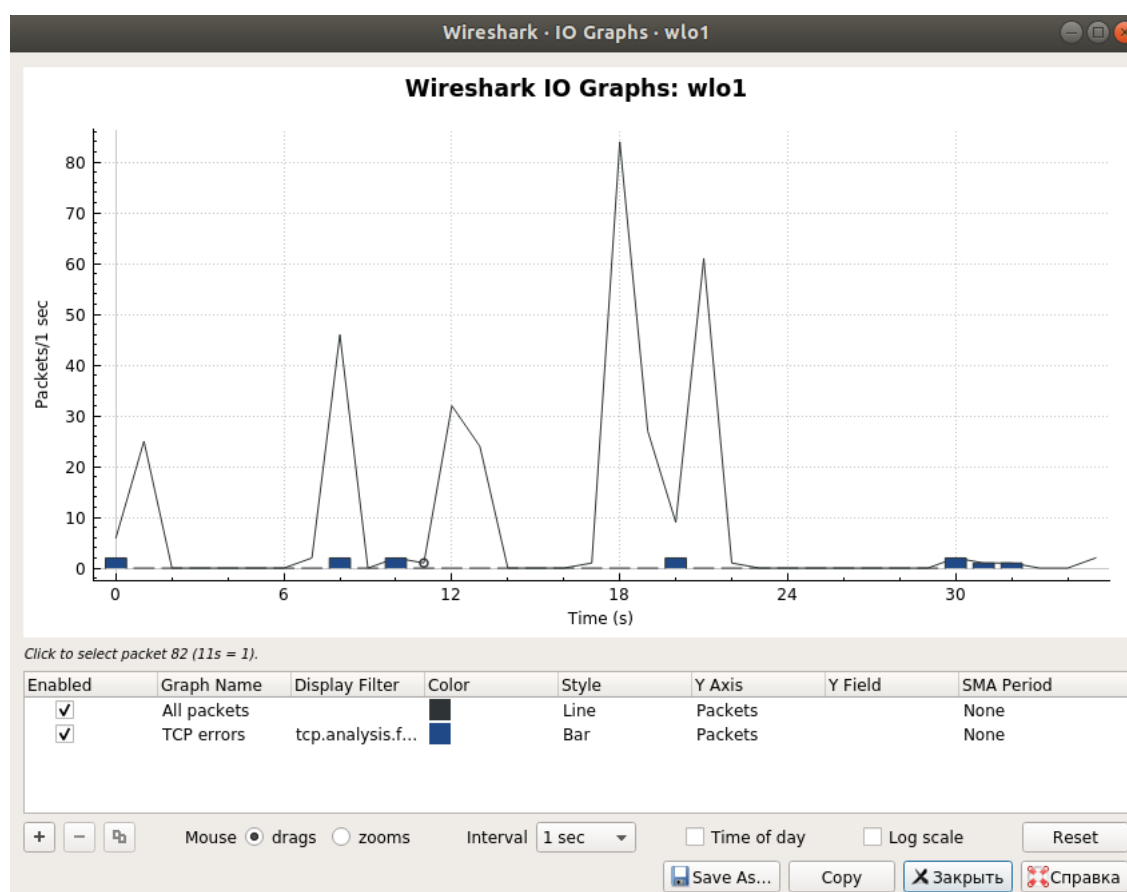 Wireshark · IO Graphs · wlo1
Wireshark IO Graphs: wlo1
80
70
60
50
40
30
20
10
0
Packets/1 sec
0 6 12 18 24 30
Time (s)
Click to select packet 82 (11s = 1).
Enabled Graph Name Display Filter Color Style Y Axis Y Field SMA Period
All packets Line Packets None
TCP errors tcp.analysis.f... Bar Packets None
+ − Mouse drags zooms Interval 1 sec Time of day Log scale Reset
Save As... Copy Закрыть Справка